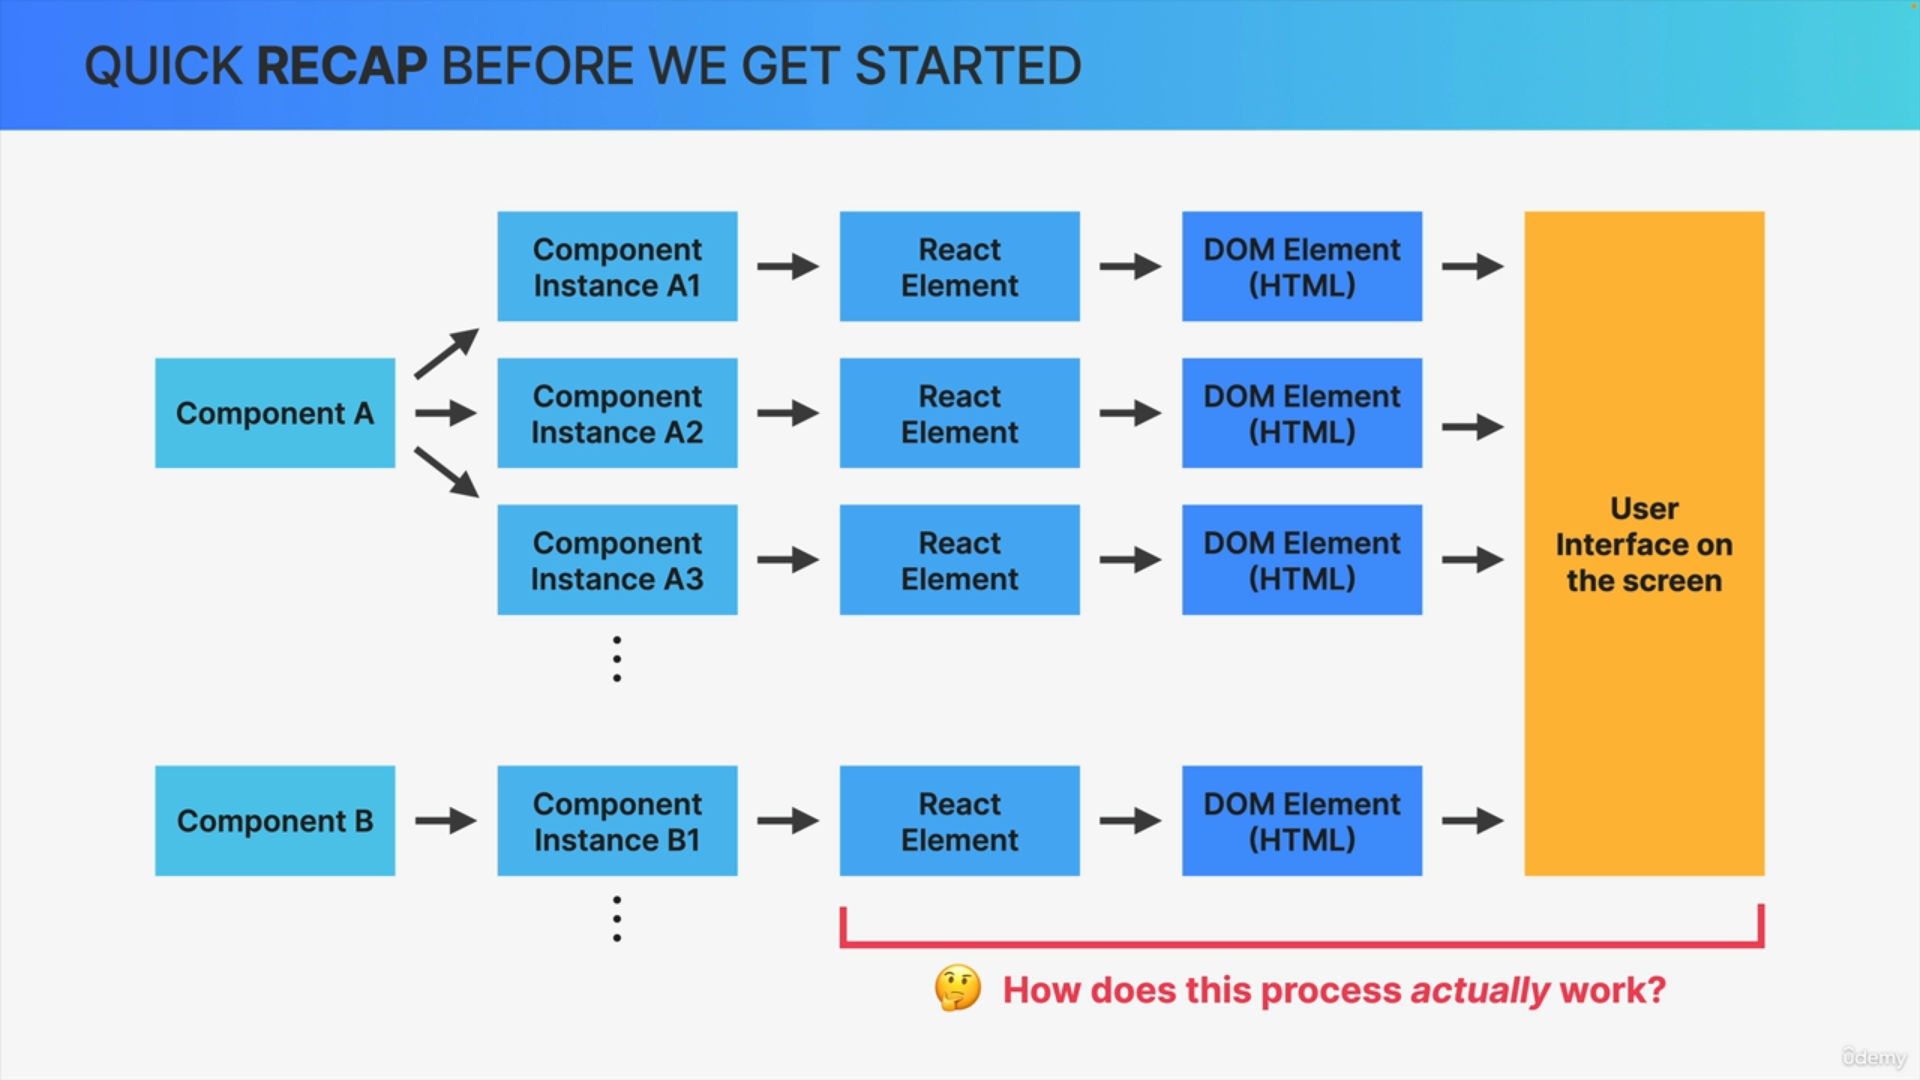 QUICK RECAP BEFORE WE GET STARTED
Component
Instance A1
React
Element
DOM Element
(HTML)
Component A
Component
Instance A2
React
Element
DOM Element
(HTML)
Component
Instance A3
React
Element
DOM Element
(HTML)
User
Interface on
the screen
Component B
Component
Instance B1
React
Element
DOM Element
(HTML)
How does this process actually work?
ûdemy